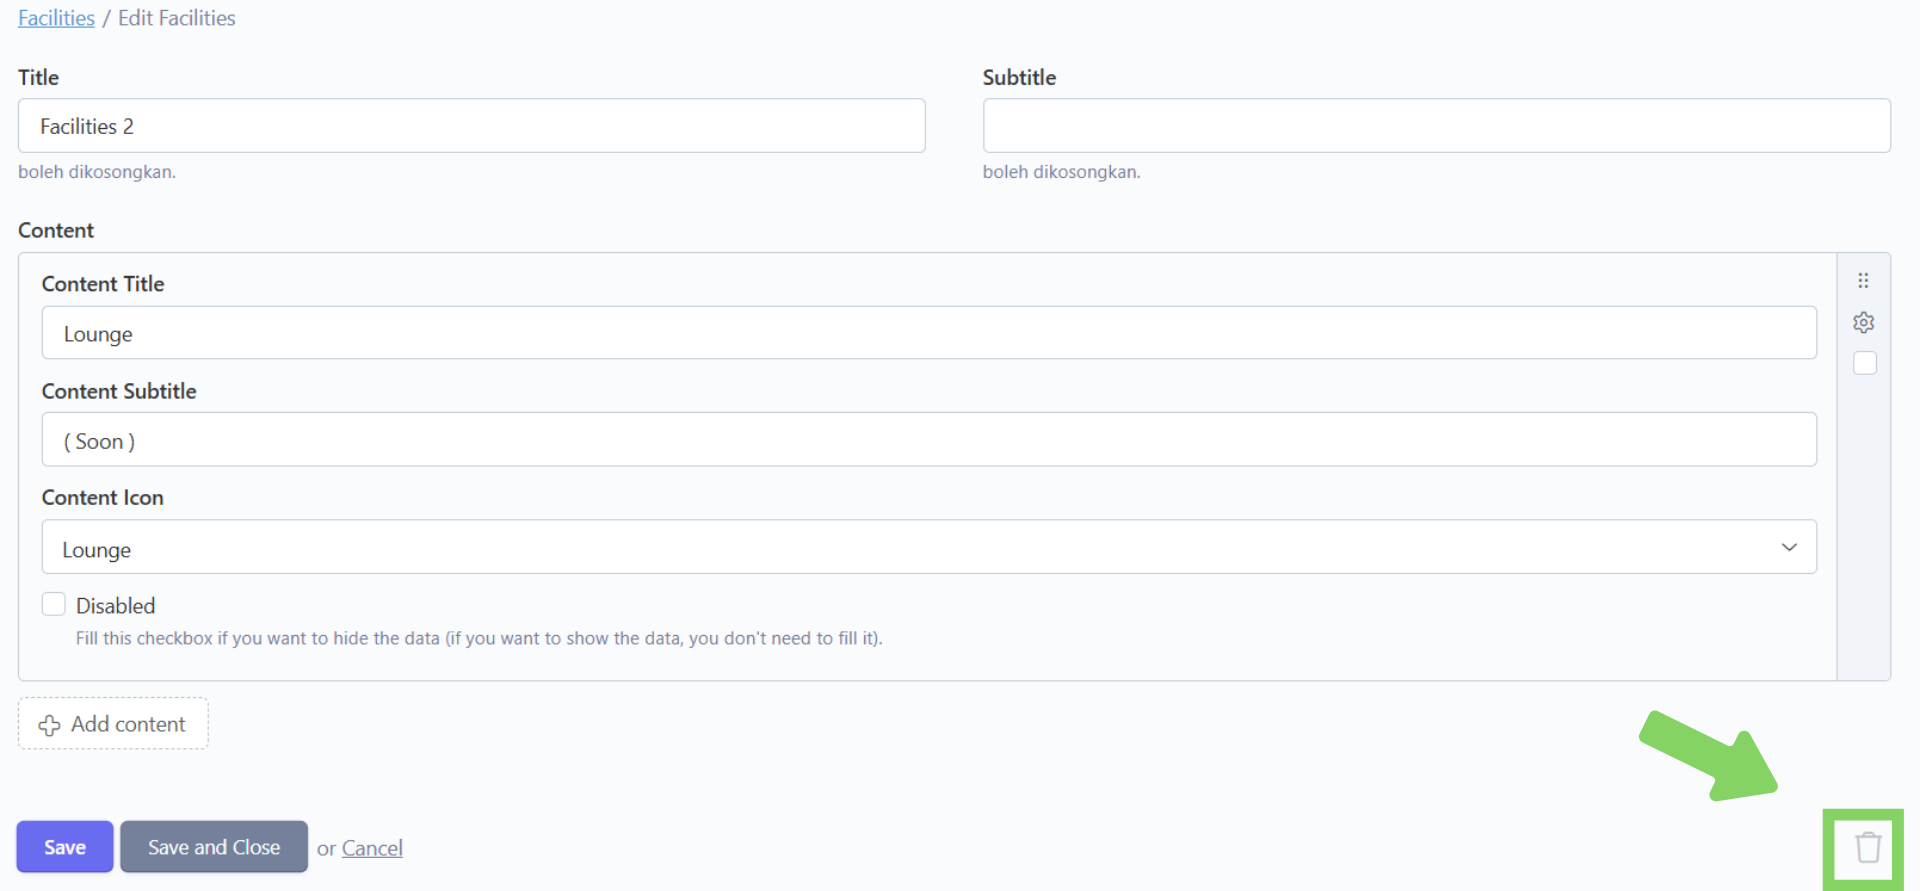 Facilities / Edit Facilities
Title
Subtitle
Facilities 2
boleh dikosongkan.
boleh dikosongkan.
Content
Content Title
Lounge
Content Subtitle
( Soon )
Content Icon
Lounge
Disabled
Fill this checkbox if you want to hide the data (if you want to show the data, you don't need to fill it).
Add content
Save
Save and Close
or Cancel